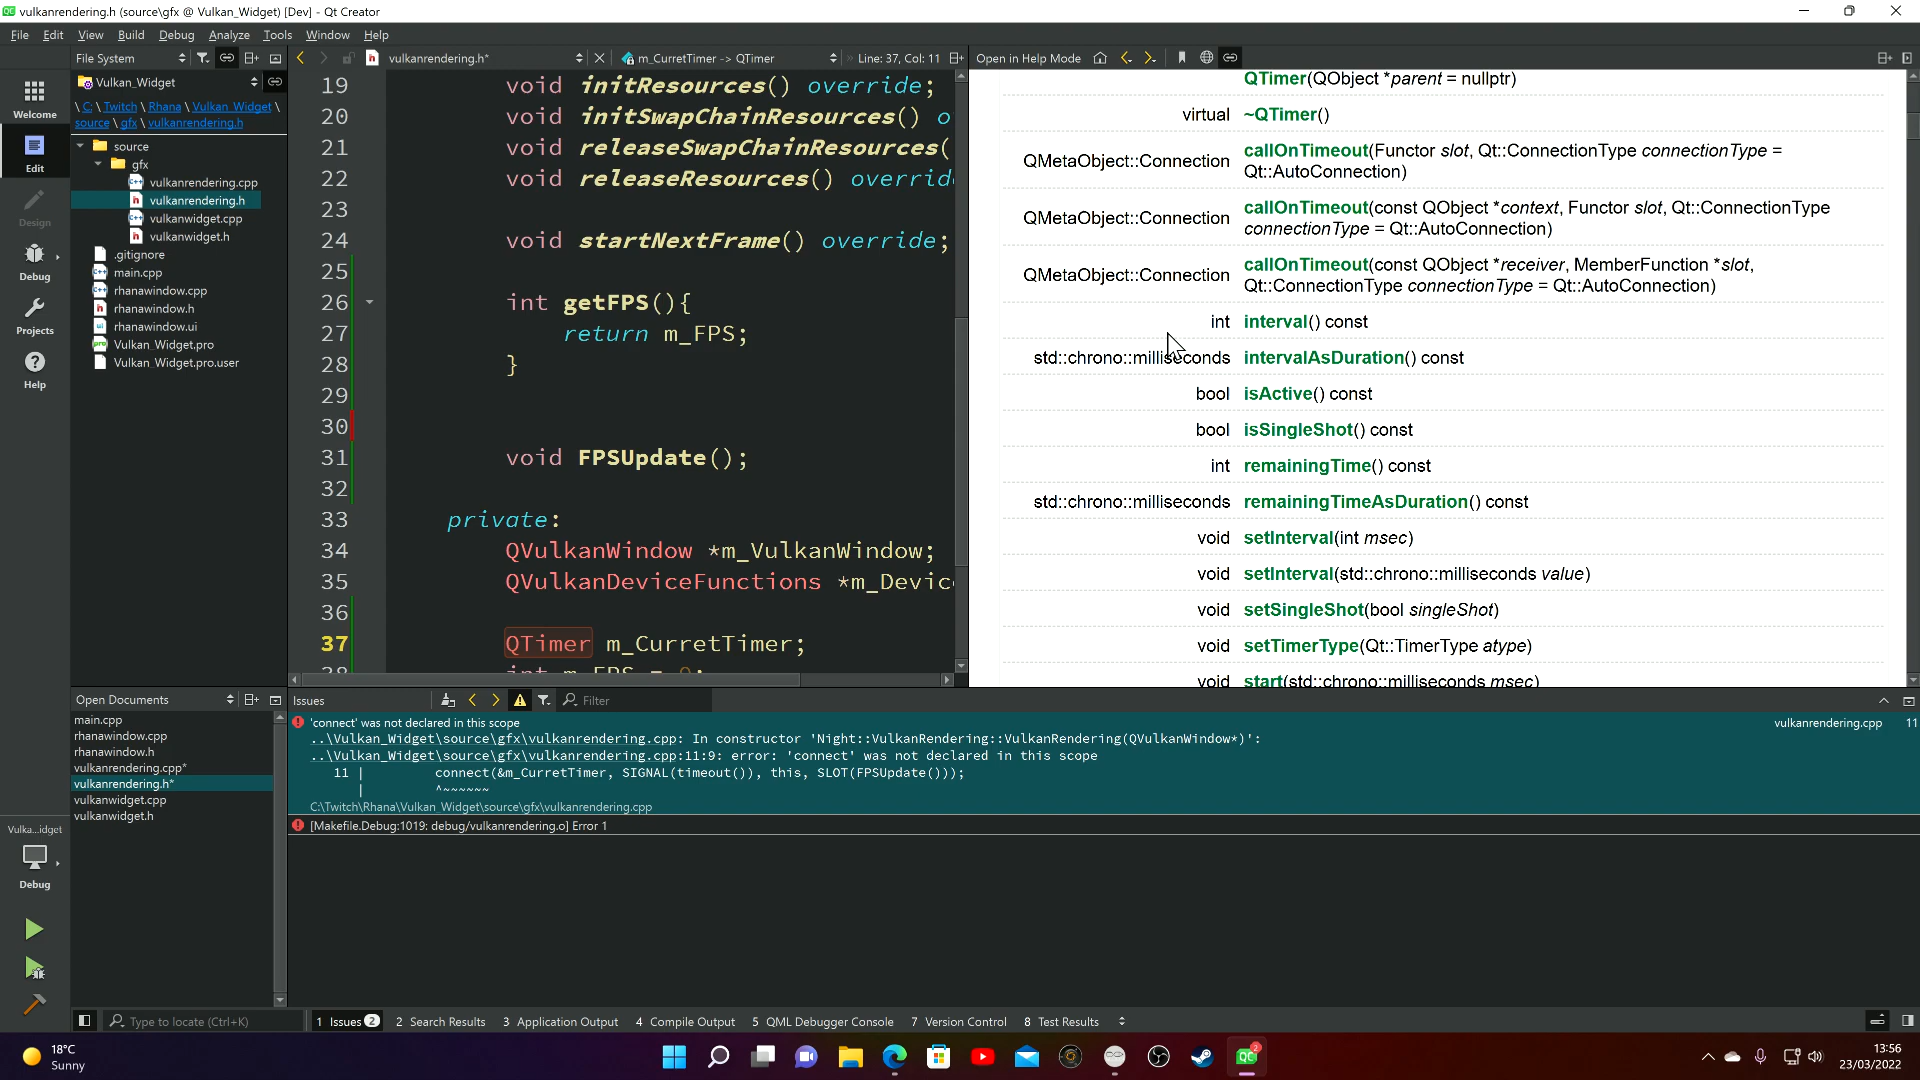 vulkanrendering.h (source\gfx @ Vulkan_Widget) [Dev] - Qt Creator
File Edit View Build Debug Analyze Tools Window Help
File System
vulkanrendering.h*
m_CurretTimer -> QTimer
Line: 37, Col: 11
Open in Help Mode
Welcome
Edit
Design
Debug
Projects
Help
Vulkan_Widget
\ C: \ Twitch \ Rhana \ Vulkan_Widget \
source \ gfx \ vulkanrendering.h
source
gfx
vulkanrendering.cpp
vulkanrendering.h
vulkanwidget.cpp
vulkanwidget.h
.gitignore
main.cpp
rhanawindow.cpp
rhanawindow.h
rhanawindow.ui
Vulkan_Widget.pro
Vulkan_Widget.pro.user
19 void initResources() override;
20 void initSwapChainResources() o
21 void releaseSwapChainResources(
22 void releaseResources() overrid
23
24 void startNextFrame() override;
25
26 int getFPS(){
27 return m_FPS;
28 }
29
30
31 void FPSUpdate();
32
33 private:
34 QVulkanWindow *m_VulkanWindow;
35 QVulkanDeviceFunctions *m_Devic
36
37 QTimer m_CurretTimer;
38 int m_FPS = 0;
QTimer(QObject *parent = nullptr)
virtual ~QTimer()
QMetaObject::Connection callOnTimeout(Functor slot, Qt::ConnectionType connectionType =
Qt::AutoConnection)
QMetaObject::Connection callOnTimeout(const QObject *context, Functor slot, Qt::ConnectionType
connectionType = Qt::AutoConnection)
QMetaObject::Connection callOnTimeout(const QObject *receiver, MemberFunction *slot,
Qt::ConnectionType connectionType = Qt::AutoConnection)
int interval() const
std::chrono::milliseconds intervalAsDuration() const
bool isActive() const
bool isSingleShot() const
int remainingTime() const
std::chrono::milliseconds remainingTimeAsDuration() const
void setInterval(int msec)
void setInterval(std::chrono::milliseconds value)
void setSingleShot(bool singleShot)
void setTimerType(Qt::TimerType atype)
void start(std::chrono::milliseconds msec)
Open Documents
main.cpp
rhanawindow.cpp
rhanawindow.h
vulkanrendering.cpp*
vulkanrendering.h*
vulkanwidget.cpp
vulkanwidget.h
Issues
Filter
'connect' was not declared in this scope vulkanrendering.cpp 11
..\Vulkan_Widget\source\gfx\vulkanrendering.cpp: In constructor 'Night::VulkanRendering::VulkanRendering(QVulkanWindow*)':
..\Vulkan_Widget\source\gfx\vulkanrendering.cpp:11:9: error: 'connect' was not declared in this scope
11 | connect(&m_CurretTimer, SIGNAL(timeout()), this, SLOT(FPSUpdate()));
| ^~~~~~~
C:\Twitch\Rhana\Vulkan_Widget\source\gfx\vulkanrendering.cpp
[Makefile.Debug:1019: debug/vulkanrendering.o] Error 1
Vulka...idget
Debug
Type to locate (Ctrl+K)
1 Issues 2
2 Search Results
3 Application Output
4 Compile Output
5 QML Debugger Console
7 Version Control
8 Test Results
18°C
Sunny
QC
2
13:56
23/03/2022